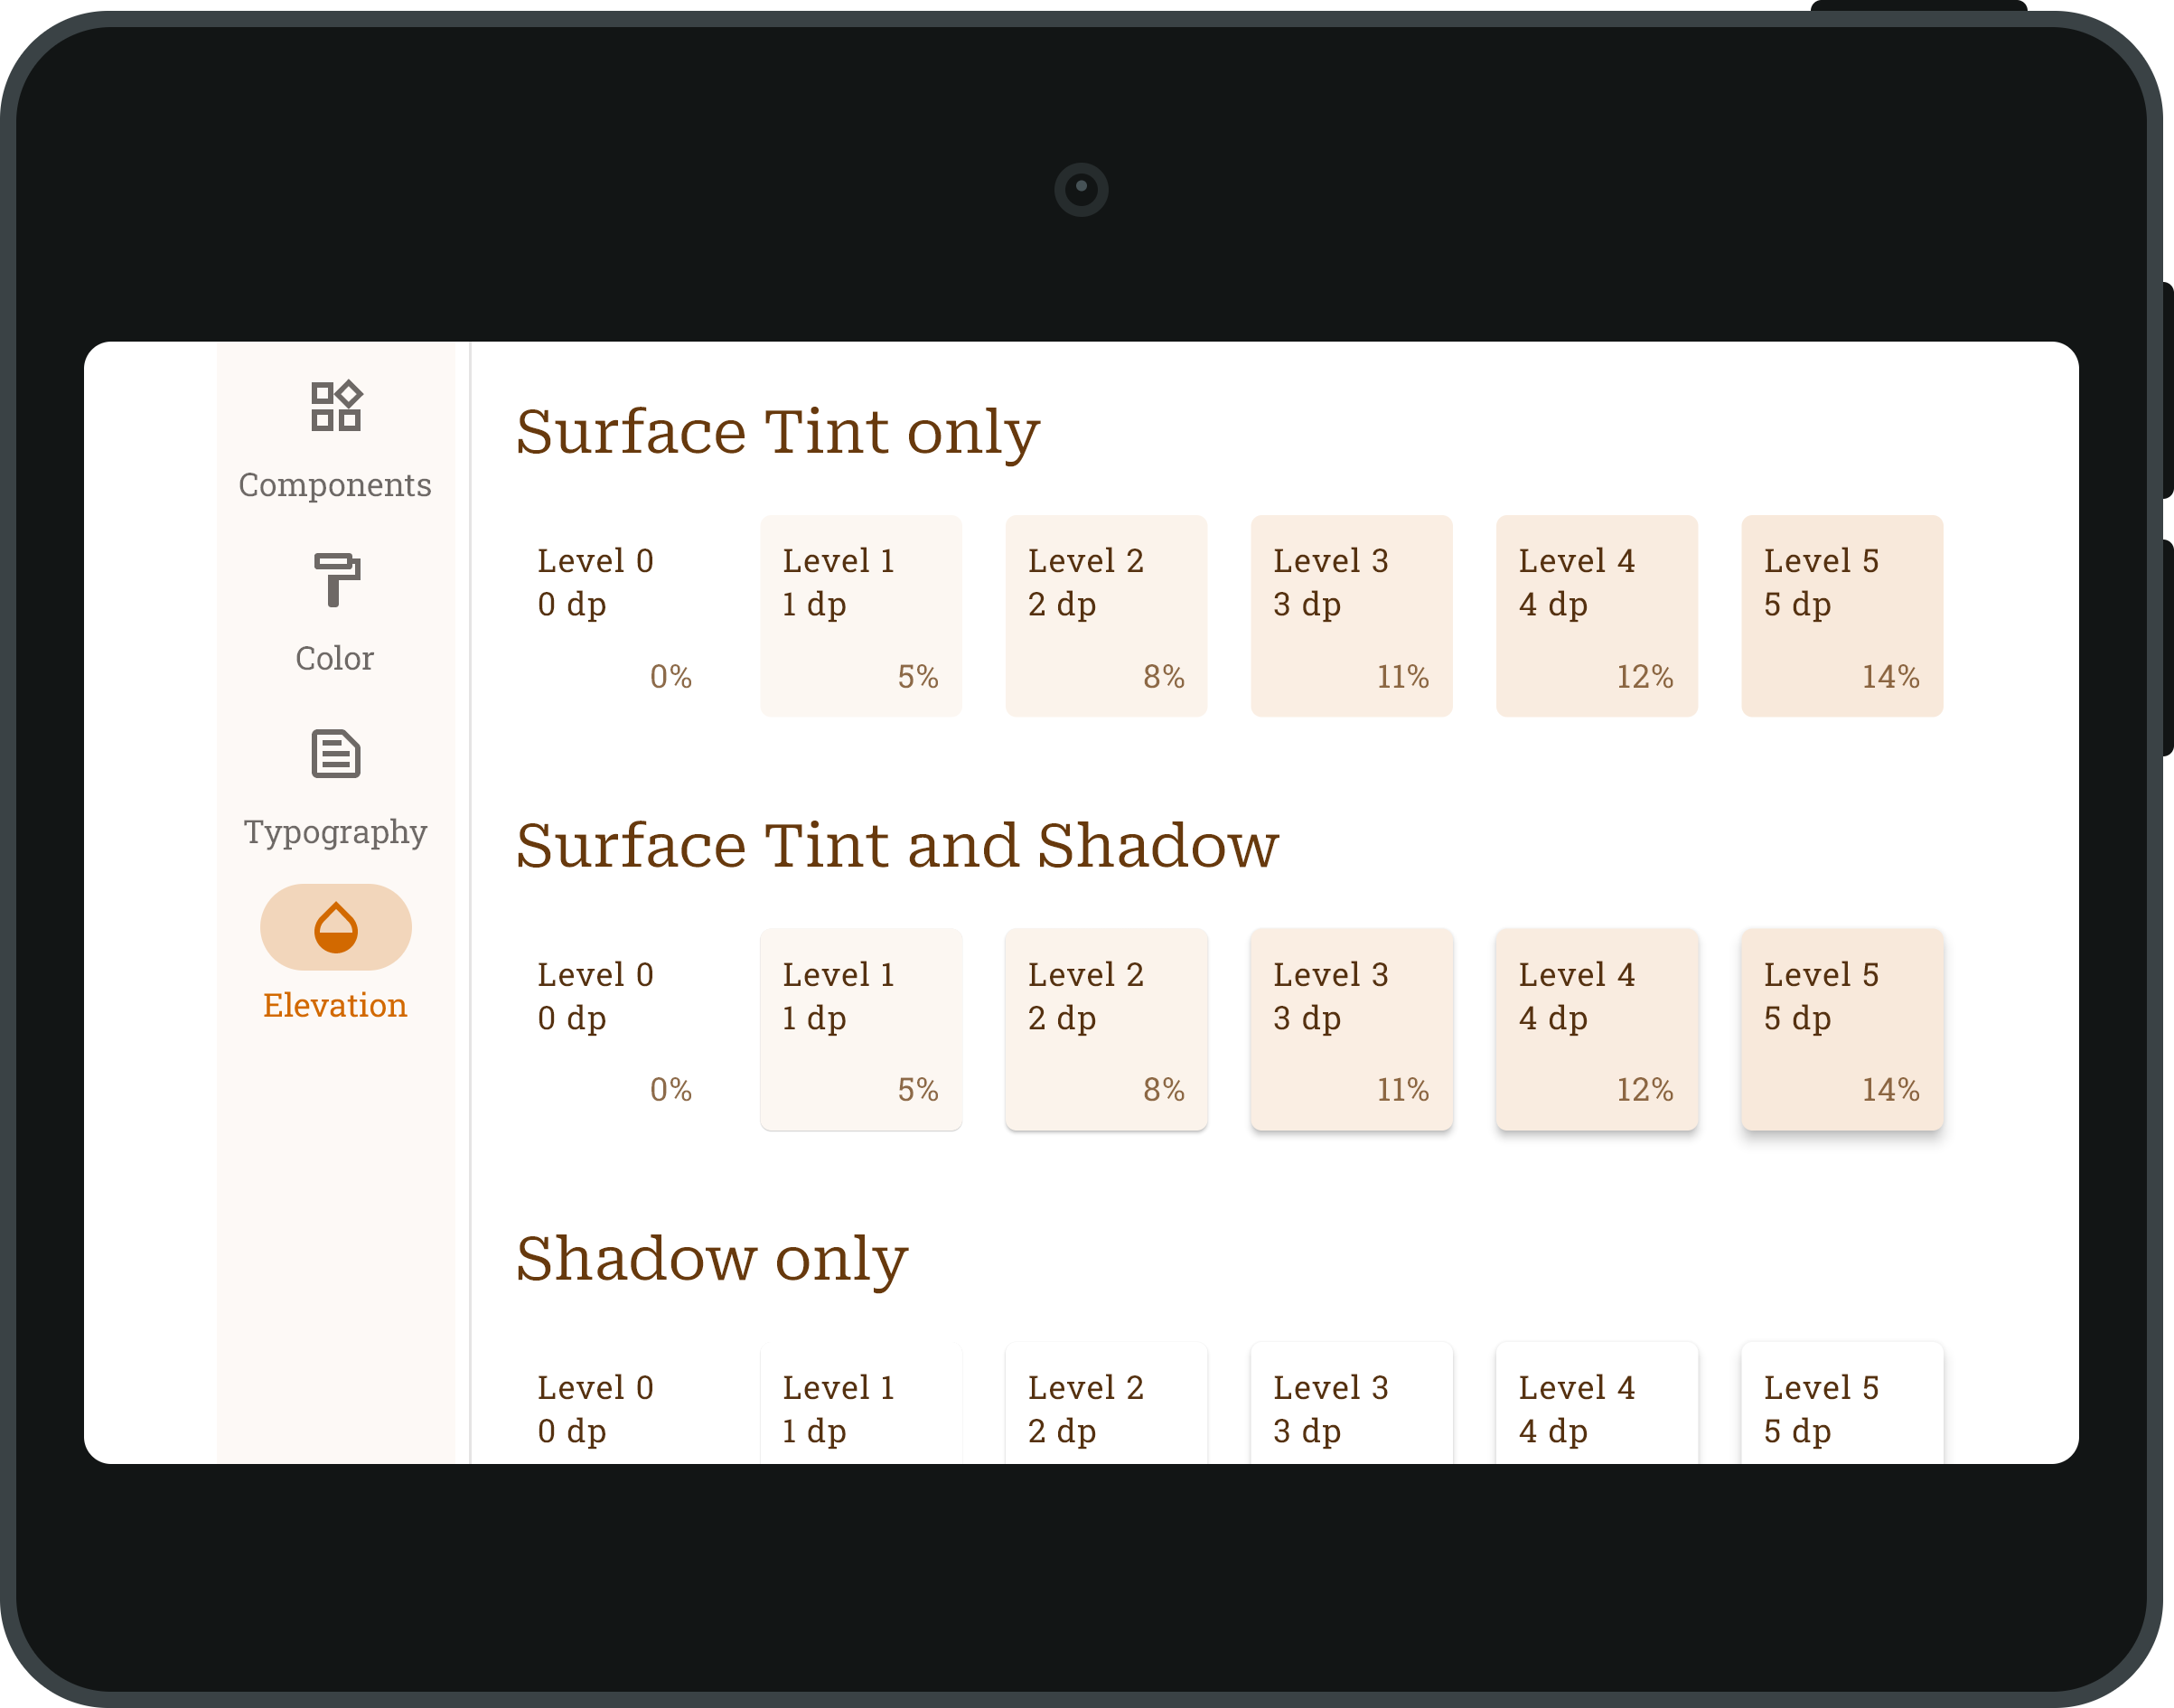 Components
Color
Typography
Elevation
Surface Tint only
Level 0
0 dp
0%
Level 1
1 dp
5%
Level 2
2 dp
8%
Level 3
3 dp
11%
Level 4
4 dp
12%
Level 5
5 dp
14%
Surface Tint and Shadow
Level 0
0 dp
0%
Level 1
1 dp
5%
Level 2
2 dp
8%
Level 3
3 dp
11%
Level 4
4 dp
12%
Level 5
5 dp
14%
Shadow only
Level 0
0 dp
Level 1
1 dp
Level 2
2 dp
Level 3
3 dp
Level 4
4 dp
Level 5
5 dp